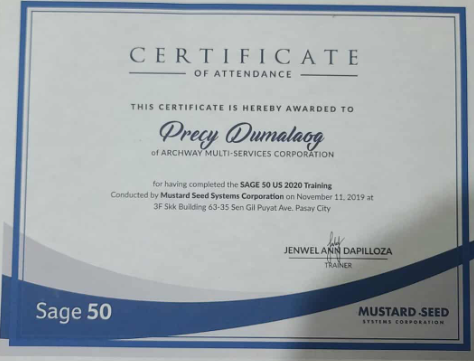 CERTIFICATE
OF ATTENDANCE
THIS CERTIFICATE IS HEREBY AWARDED TO
Precy Dumalaog
of ARCHWAY MULTI-SERVICES CORPORATION
for having completed the SAGE 50 US 2020 Training
Conducted by Mustard Seed Systems Corporation on November 11, 2019 at
3F Skk Building 63-35 Sen Gil Puyat Ave. Pasay City
JENWEL ANN DAPILLOZA
TRAINER
Sage 50
MUSTARD-SEED
SYSTEMS CORPORATION